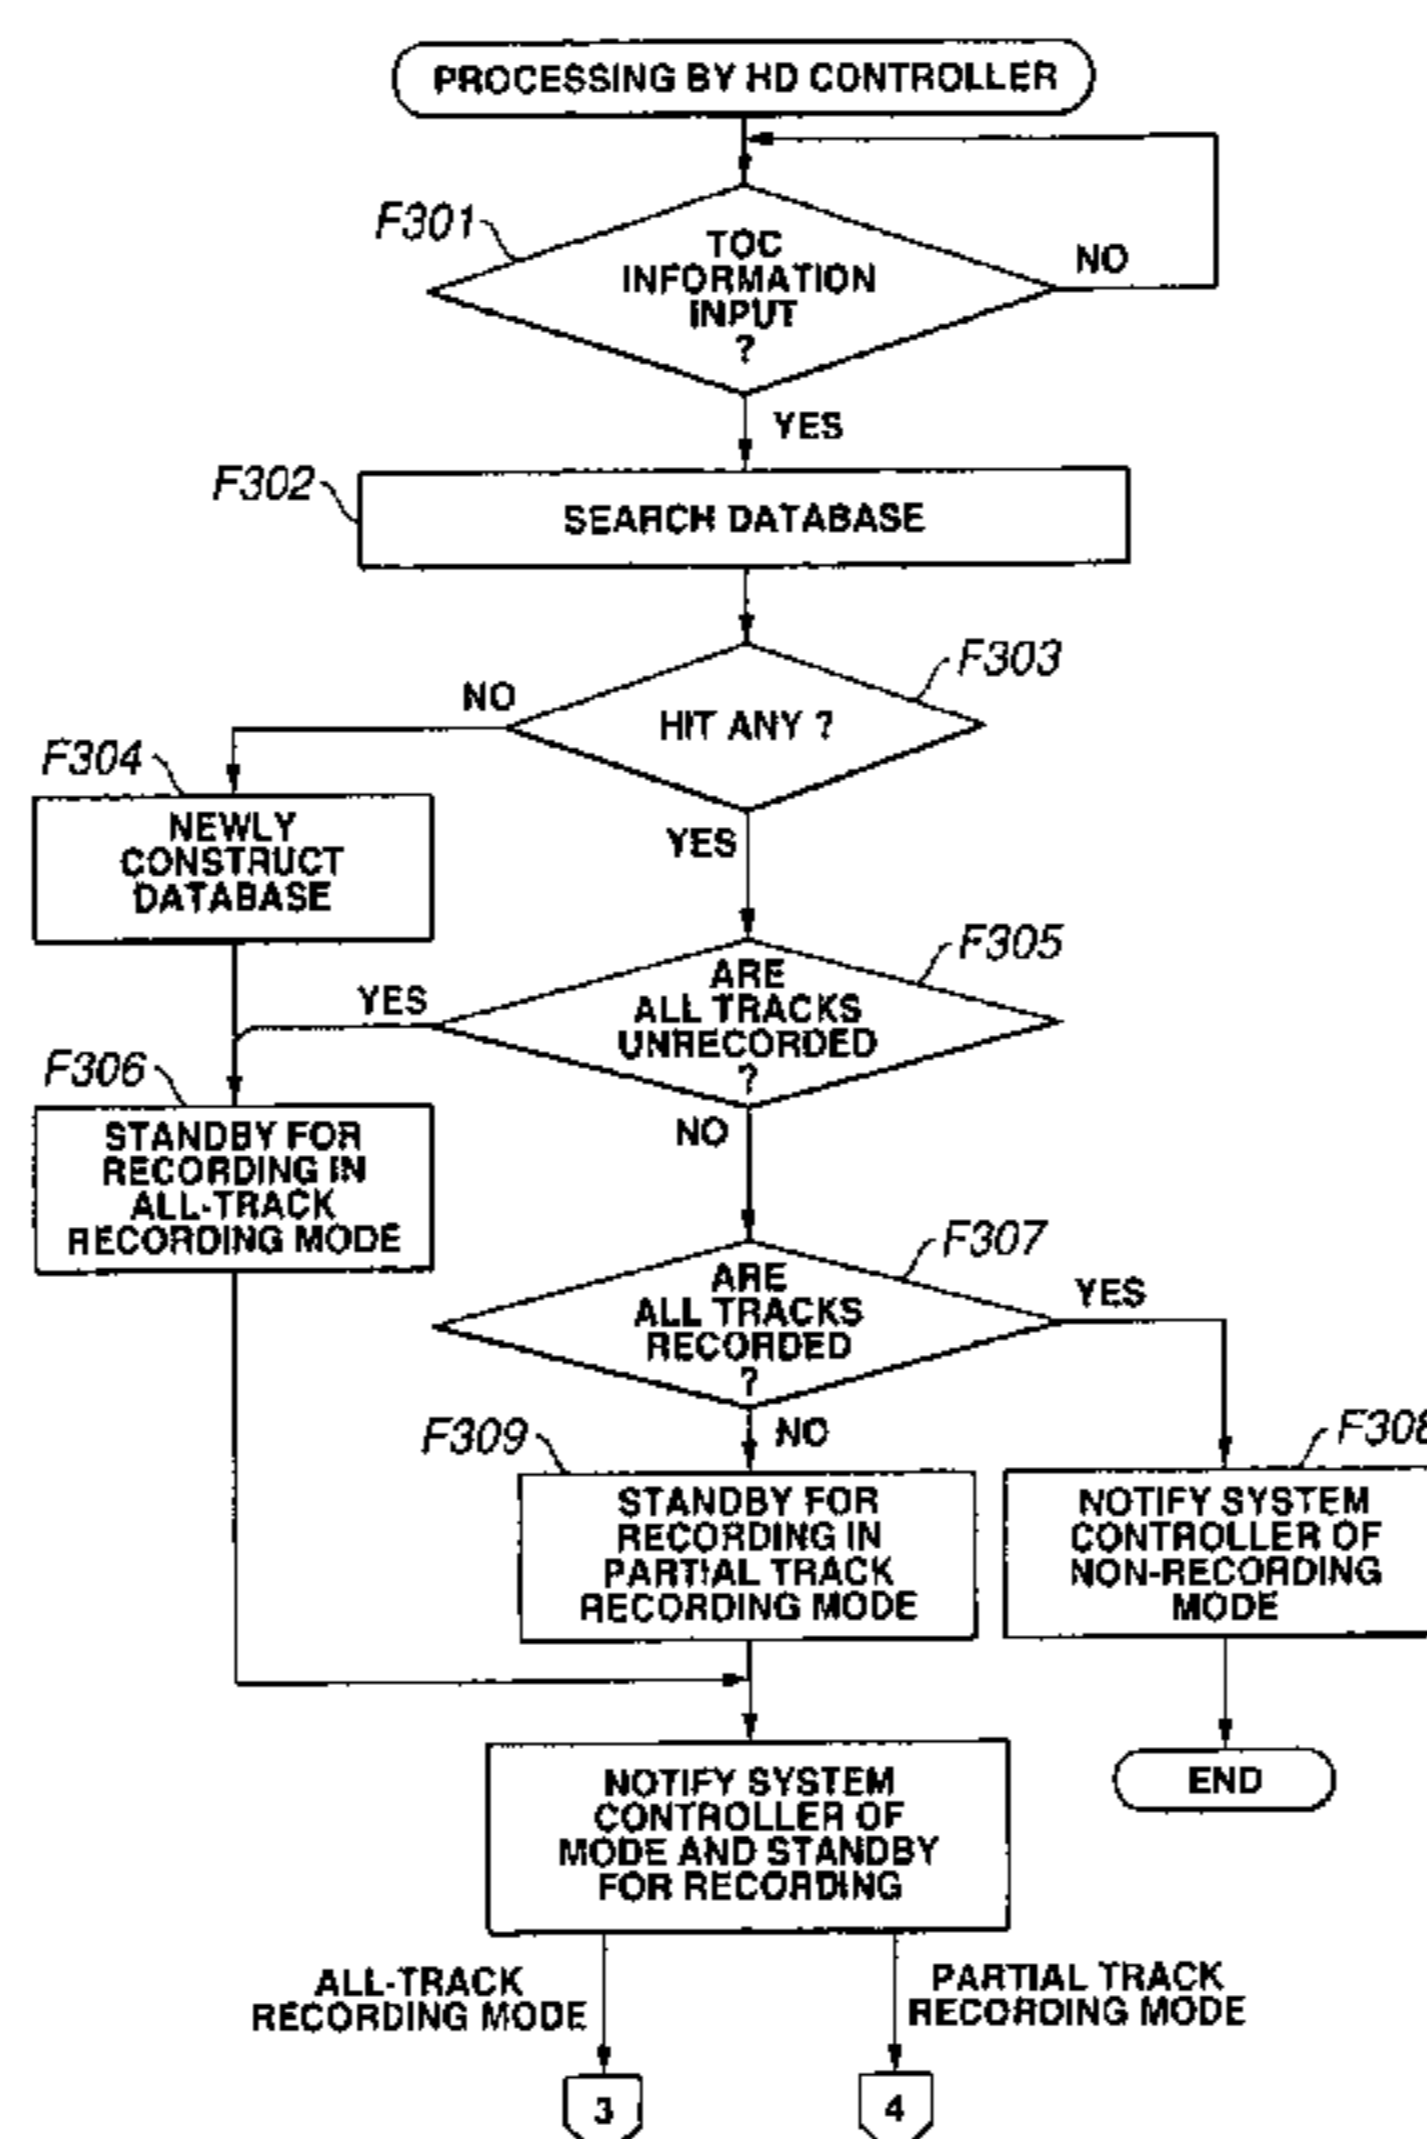 PROCESSING BY HD CONTROLLER
F301
TOC
INFORMATION
INPUT
?
NO
YES
F302
SEARCH DATABASE
F303
HIT ANY ?
NO
YES
F304
NEWLY
CONSTRUCT
DATABASE
F305
ARE
ALL TRACKS
UNRECORDED
?
YES
NO
F306
STANDBY FOR
RECORDING IN
ALL-TRACK
RECORDING MODE
F307
ARE
ALL TRACKS
RECORDED
?
YES
NO
F309
STANDBY FOR
RECORDING IN
PARTIAL TRACK
RECORDING MODE
F308
NOTIFY SYSTEM
CONTROLLER OF
NON-RECORDING
MODE
END
NOTIFY SYSTEM
CONTROLLER OF
MODE AND STANDBY
FOR RECORDING
ALL-TRACK
RECORDING MODE
PARTIAL TRACK
RECORDING MODE
3
4